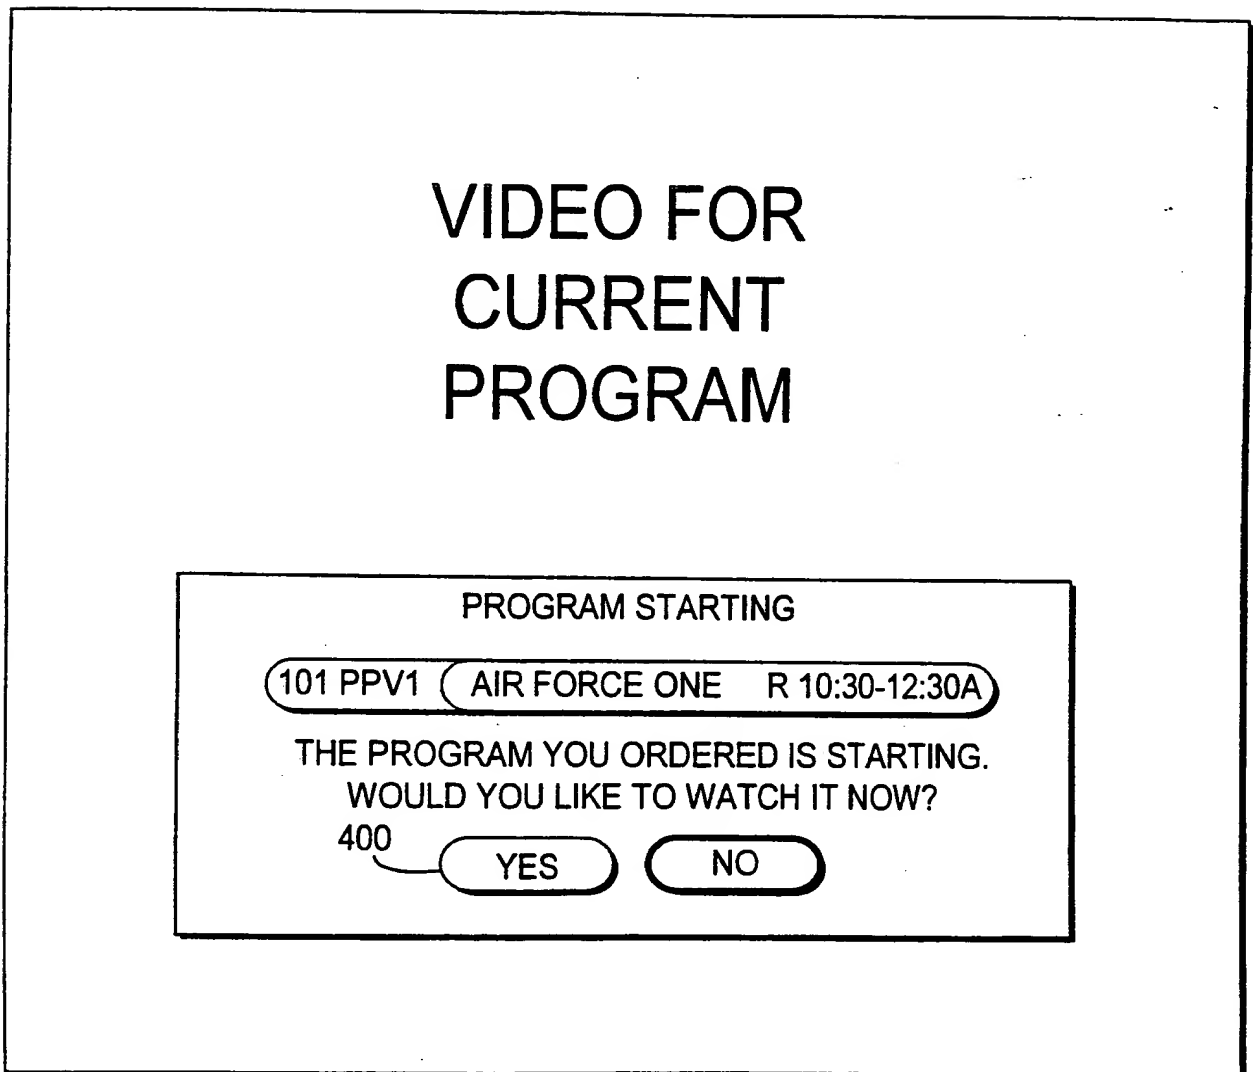 VIDEO FOR
CURRENT
PROGRAM
PROGRAM STARTING
101 PPV1 AIR FORCE ONE R 10:30-12:30A
THE PROGRAM YOU ORDERED IS STARTING.
WOULD YOU LIKE TO WATCH IT NOW?
400
YES NO